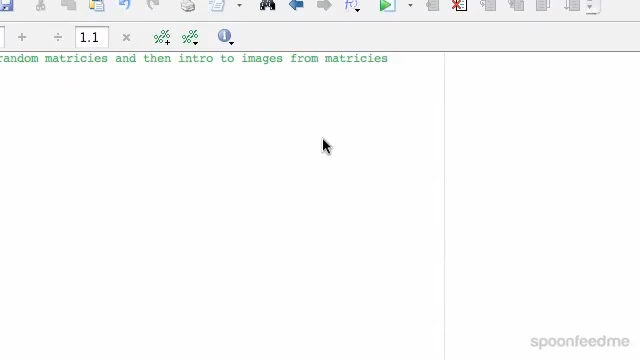 1.1
random matricies and then intro to images from matricies
spoonfeedme